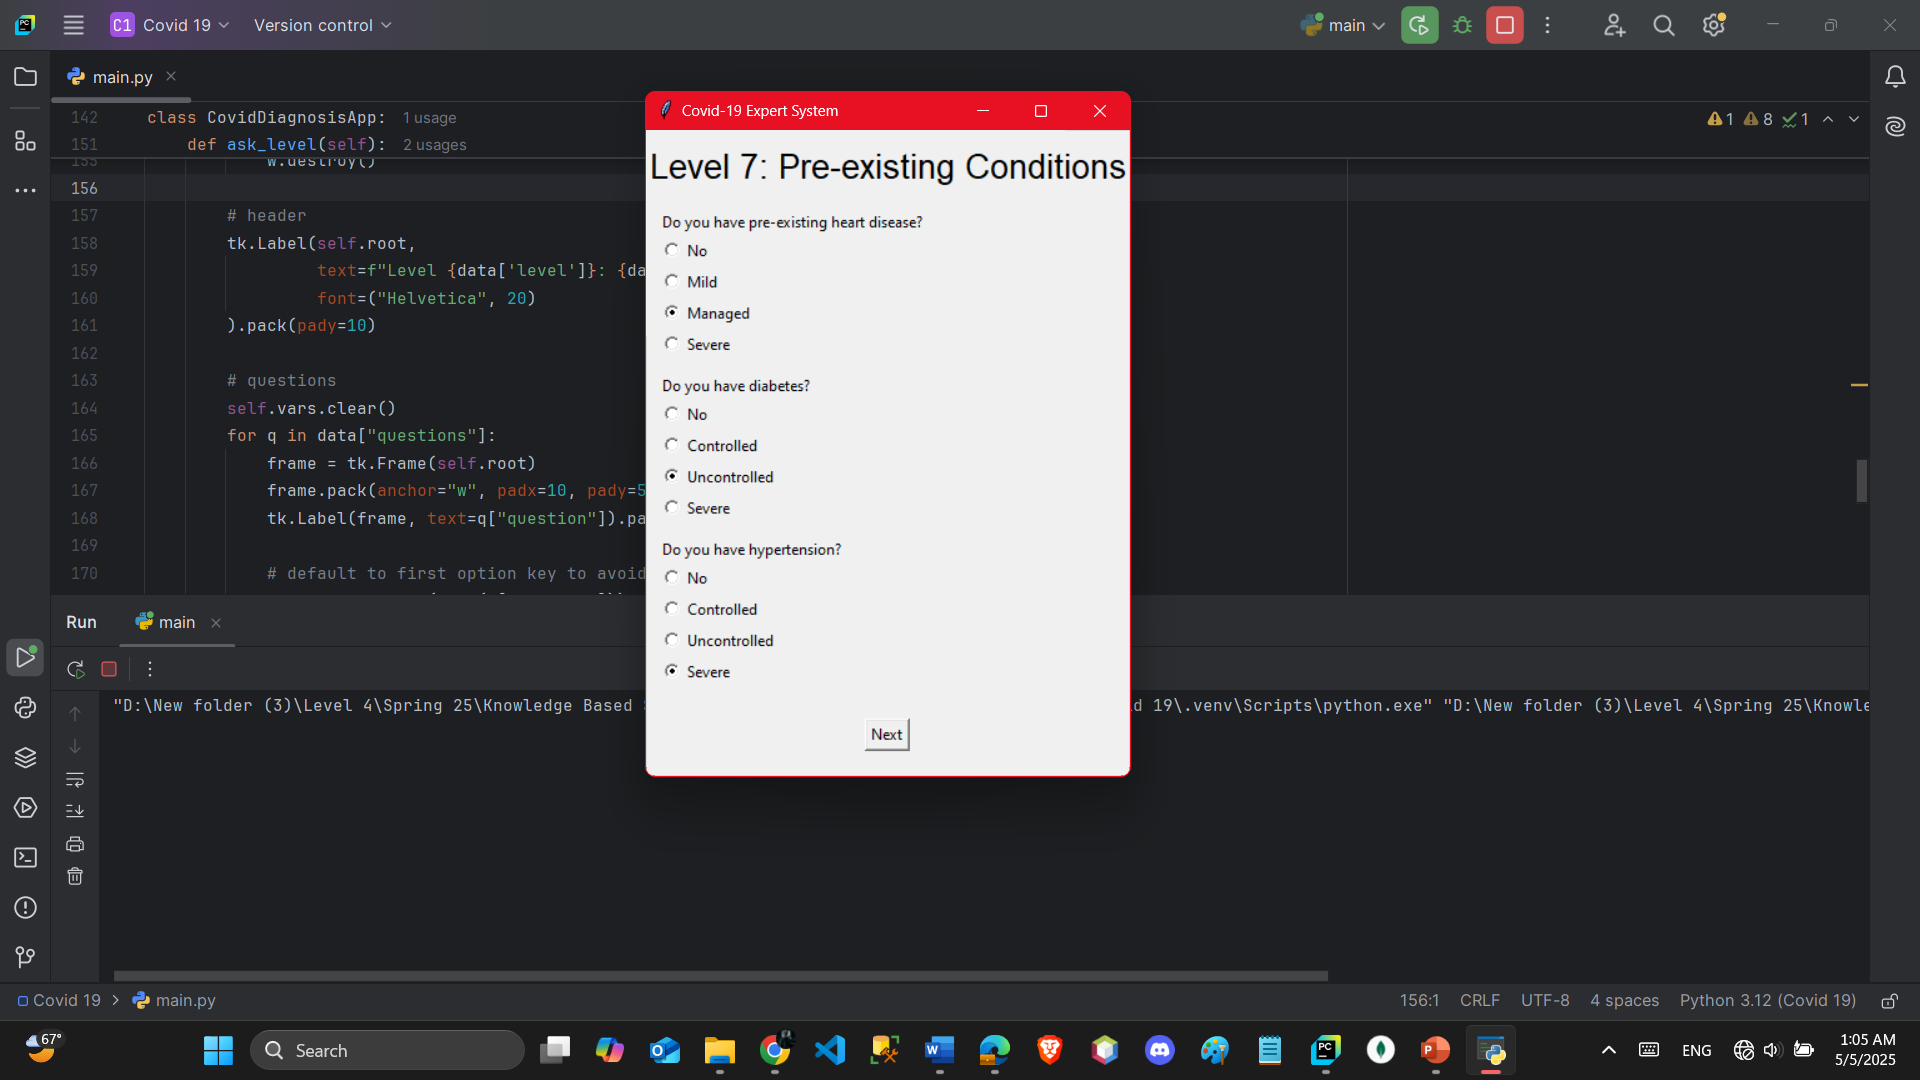 C1 Covid 19 Version control main
main.py
142 class CovidDiagnosisApp: 1 usage
1 8 1
151 def ask_level(self): 2 usages
155 w.destroy()
156
157 # header
158 tk.Label(self.root,
159 text=f"Level {data['level']}: {da
160 font=("Helvetica", 20)
161 ).pack(pady=10)
162
163 # questions
164 self.vars.clear()
165 for q in data["questions"]:
166 frame = tk.Frame(self.root)
167 frame.pack(anchor="w", padx=10, pady=5
168 tk.Label(frame, text=q["question"]).pa
169
170 # default to first option key to avoid
Covid-19 Expert System
Level 7: Pre-existing Conditions
Do you have pre-existing heart disease?
No
Mild
Managed
Severe
Do you have diabetes?
No
Controlled
Uncontrolled
Severe
Do you have hypertension?
No
Controlled
Uncontrolled
Severe
Next
Run main
"D:\New folder (3)\Level 4\Spring 25\Knowledge Based d 19\.venv\Scripts\python.exe" "D:\New folder (3)\Level 4\Spring 25\Knowle
Covid 19 > main.py 156:1 CRLF UTF-8 4 spaces Python 3.12 (Covid 19)
67° Search ENG 1:05 AM
5/5/2025